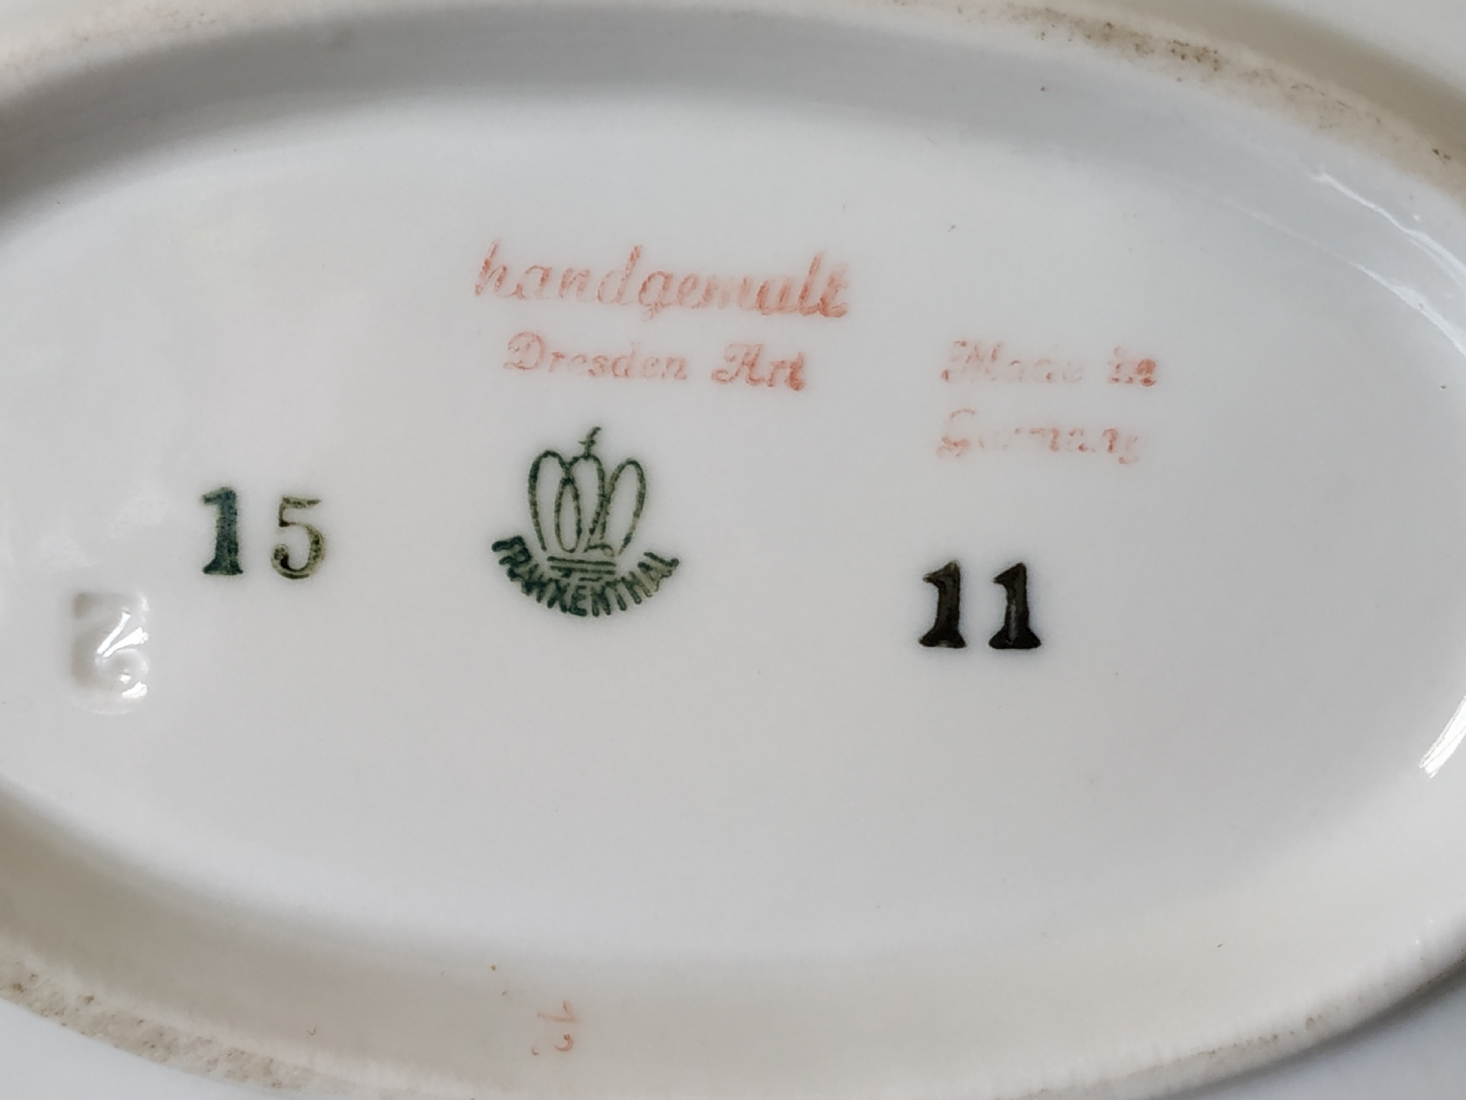 handgemalt
Dresden Art
Made in
Germany
15
FRANKENTHAL
11